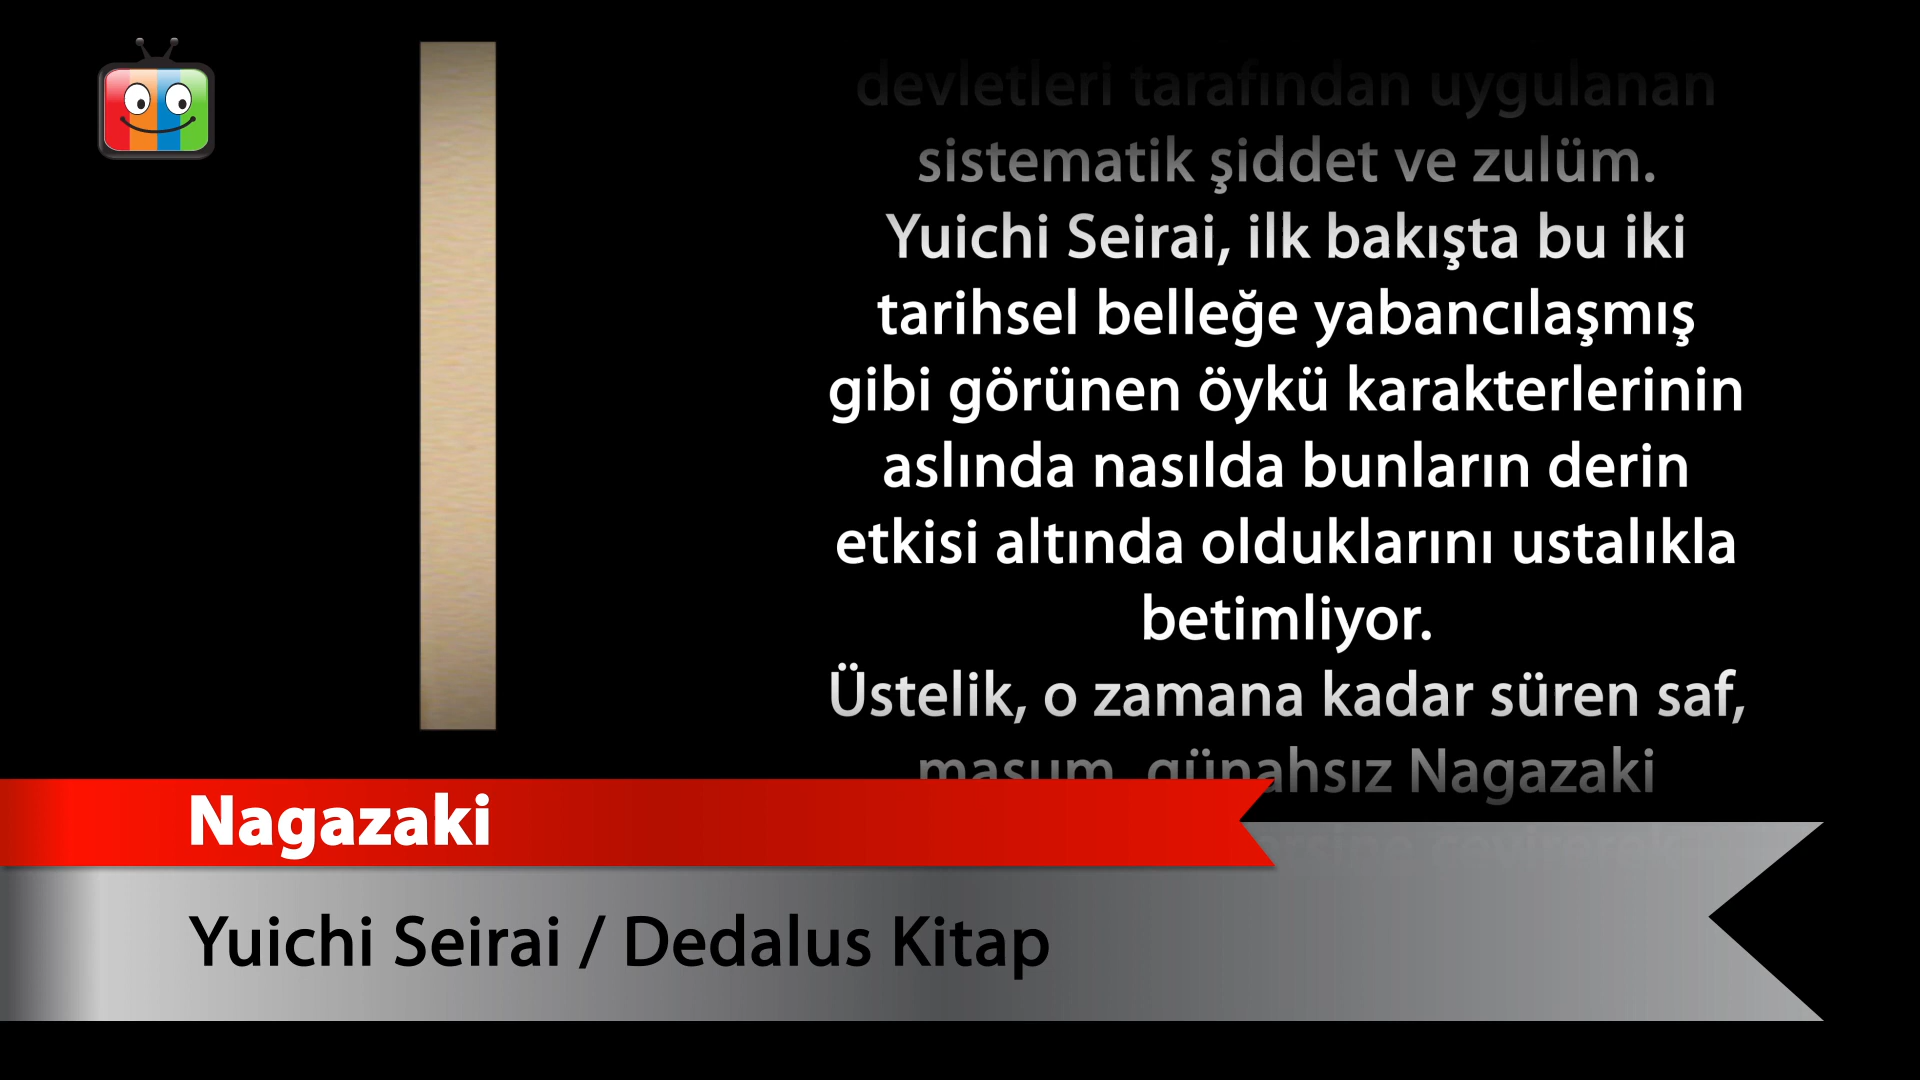 devletleri tarafından uygulanan
sistematik şiddet ve zulüm.
Yuichi Seirai, ilk bakışta bu iki
tarihsel belleğe yabancılaşmış
gibi görünen öykü karakterlerinin
aslında nasılda bunların derin
etkisi altında olduklarını ustalıkla
betimliyor.
Üstelik, o zamana kadar süren saf,
masum, günahsız Nagazaki
çevirerek
Nagazaki
Yuichi Seirai / Dedalus Kitap